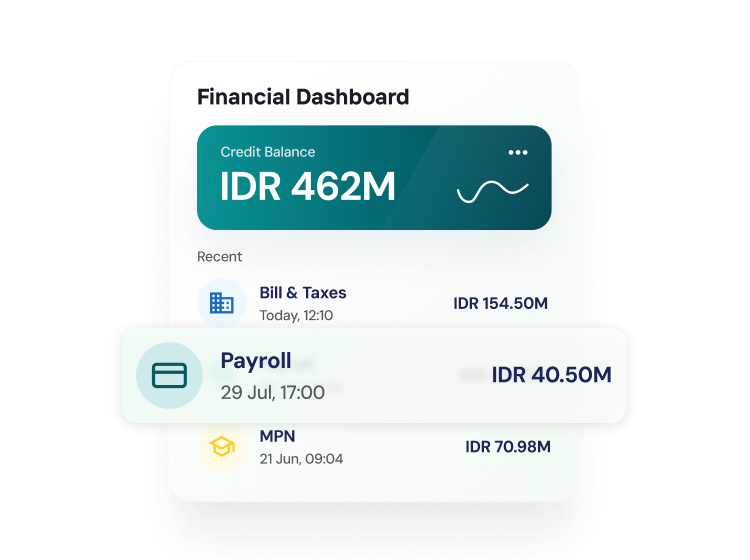 Financial Dashboard
Credit Balance
IDR 462M
Recent
Bill & Taxes
IDR 154.50M
Today, 12:10
Payroll
IDR 40.50M
29 Jul, 17:00
MPN
IDR 70.98M
21 Jun, 09:04